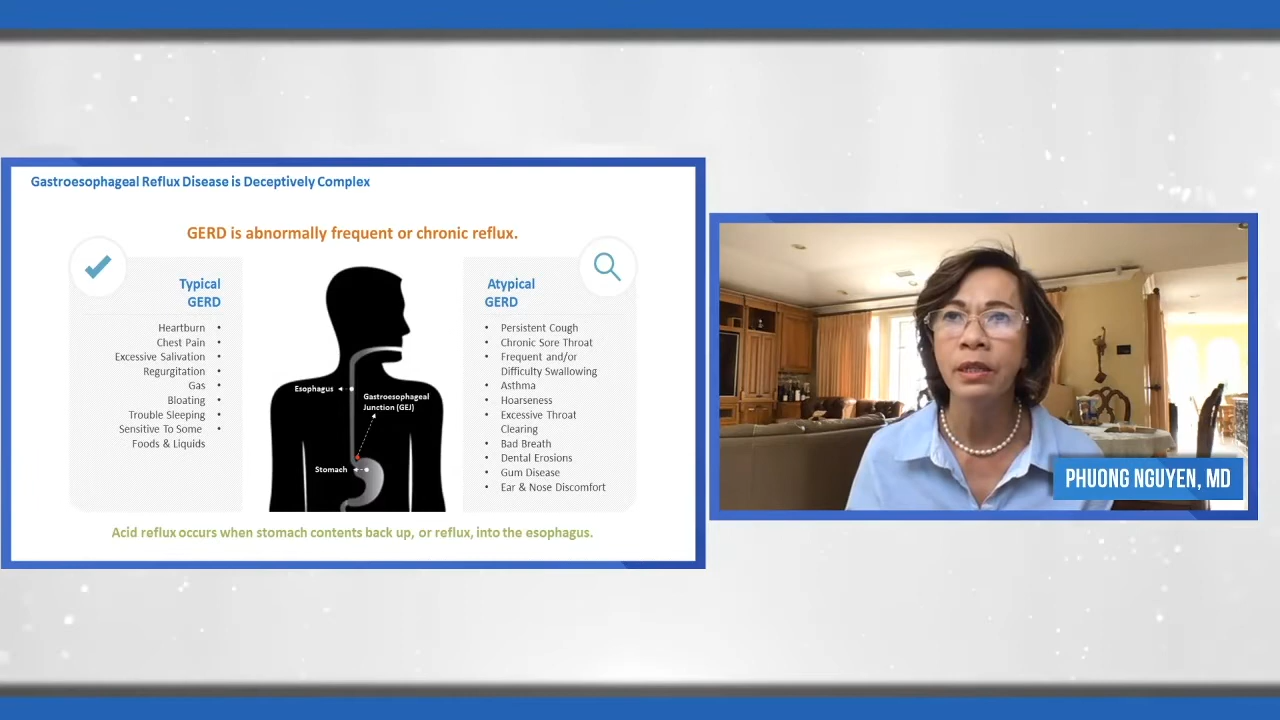 Gastroesophageal Reflux Disease is Deceptively Complex
GERD is abnormally frequent or chronic reflux.
Typical
GERD
Heartburn •
Chest Pain •
Excessive Salivation •
Regurgitation •
Gas •
Bloating •
Trouble Sleeping •
Sensitive To Some •
Foods & Liquids
Esophagus
Gastroesophageal
Junction (GEJ)
Stomach
Atypical
GERD
• Persistent Cough
• Chronic Sore Throat
• Frequent and/or
Difficulty Swallowing
• Asthma
• Hoarseness
• Excessive Throat
Clearing
• Bad Breath
• Dental Erosions
• Gum Disease
• Ear & Nose Discomfort
Acid reflux occurs when stomach contents back up, or reflux, into the esophagus.
PHUONG NGUYEN, MD